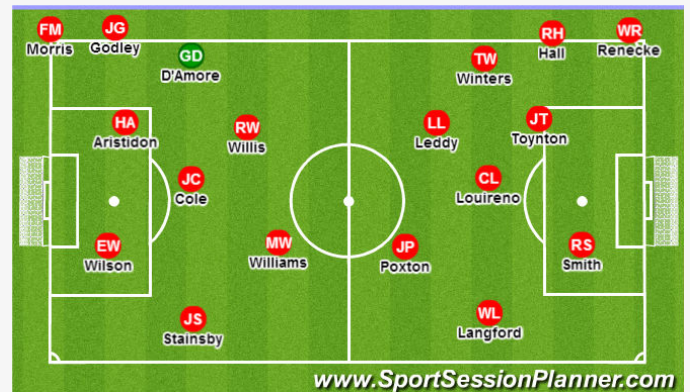 FM
Morris
JG
Godley
GD
D'Amore
RH
Hall
WR
Renecke
TW
Winters
HA
Aristidon
RW
Willis
LL
Leddy
JT
Toynton
JC
Cole
CL
Louireno
EW
Wilson
MW
Williams
JP
Poxton
RS
Smith
JS
Stainsby
WL
Langford
www.SportSessionPlanner.com